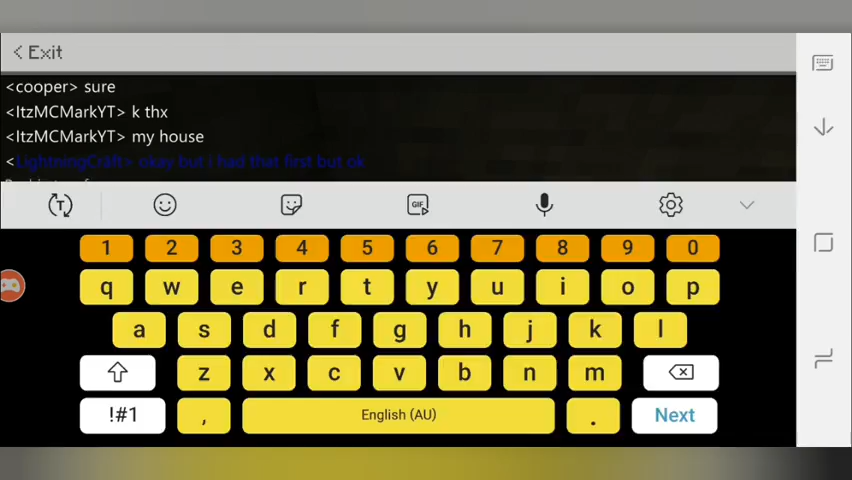 < Exit
<cooper> sure
<ItzMCMarkYT> k thx
<ItzMCMarkYT> my house
<LightningCraft> okay but i had that first but ok
T
GIF
1 2 3 4 5 6 7 8 9 0
q w e r t y u i o p
a s d f g h j k l
z x c v b n m
!#1 , English (AU) . Next